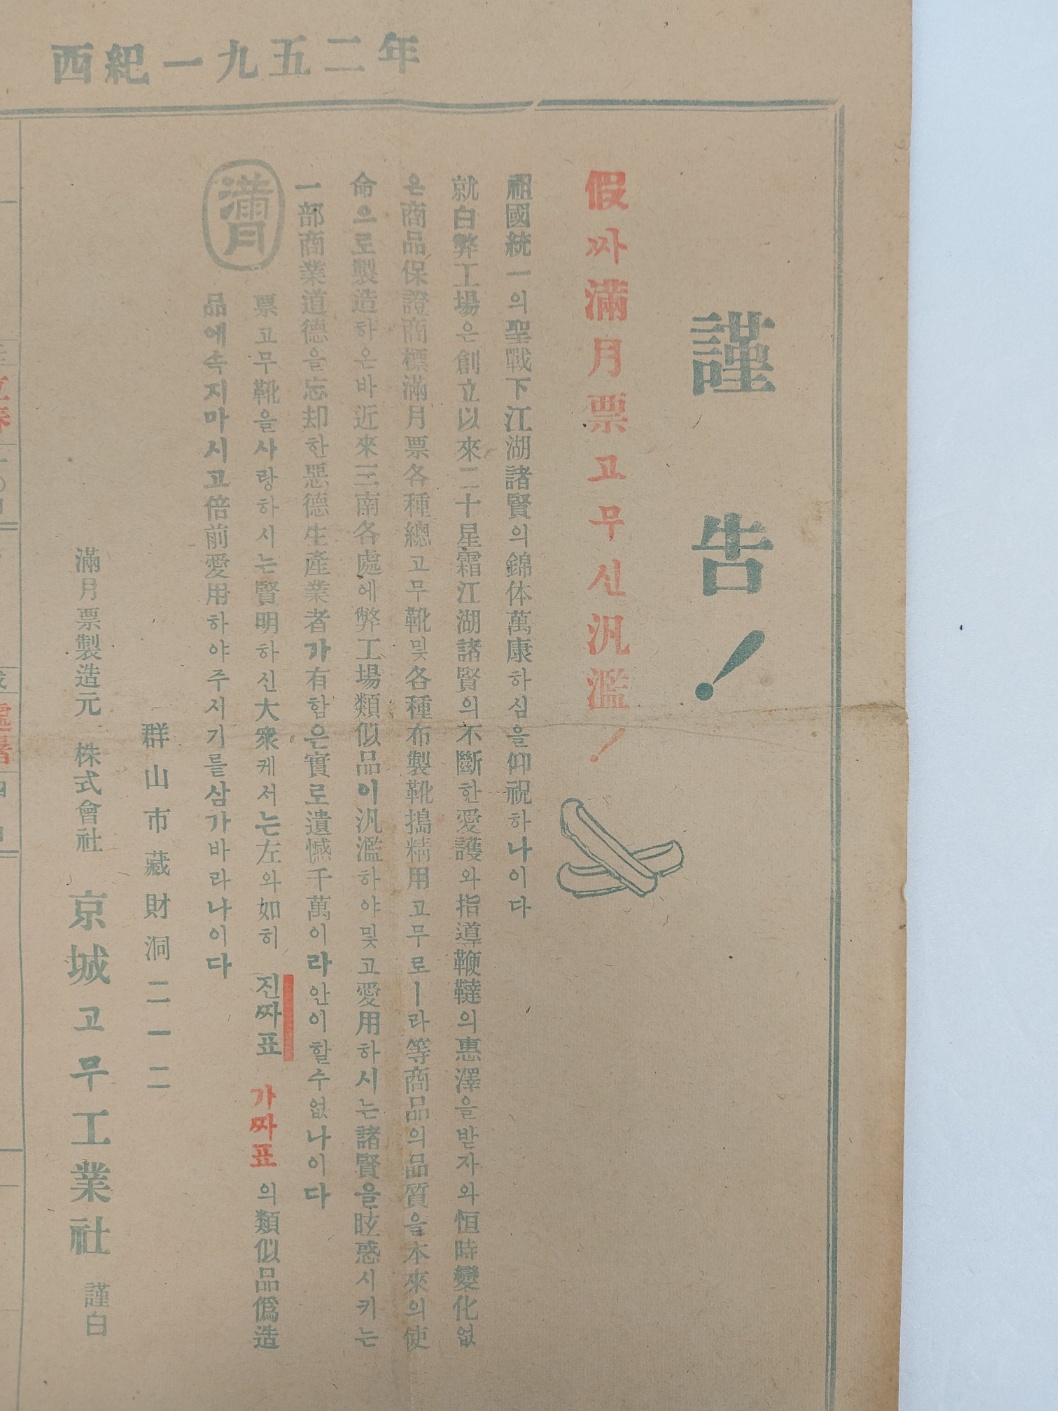 西紀一九五二年
謹告!
假짜滿月票고무신汎濫!
祖國統一의聖戰下江湖諸賢의錦体萬康하심을仰祝하나이다
就白弊工場은創立以來二十星霜江湖諸賢의不斷한愛護와指導鞭韃의惠澤을받자와恒時變化없
은商品保證商標滿月票各種總고무靴및各種布製靴搗精用고무로ㅣ라等商品의品質을本來의使
命으로製造하온바近來三南各處에弊工場類似品이汎濫하야및고愛用하시는諸賢을眩惑시키는
一部商業道德을忘却한惡德生產業者가有함은實로遺憾千萬이라안이할수없나이다
滿月
票고무靴을사랑하시는賢明하신大衆께서는左와如히 진짜표 가짜표 의類似品僞造
品에속지마시고倍前愛用하야주시기를삼가바라나이다
群山市藏財洞二一二
滿月票製造元 株式會社 京城고무工業社 謹白